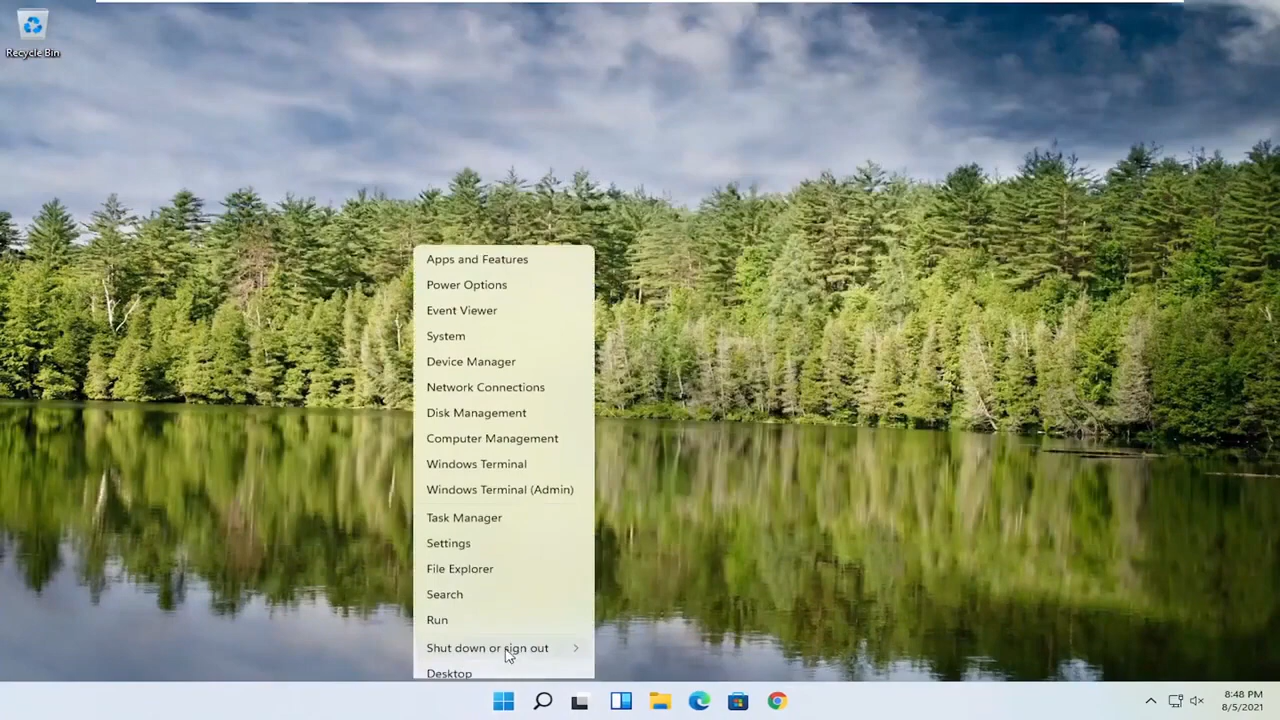 Recycle Bin
Apps and Features
Power Options
Event Viewer
System
Device Manager
Network Connections
Disk Management
Computer Management
Windows Terminal
Windows Terminal (Admin)
Task Manager
Settings
File Explorer
Search
Run
Shut down or sign out
Desktop
8:48 PM
8/5/2021